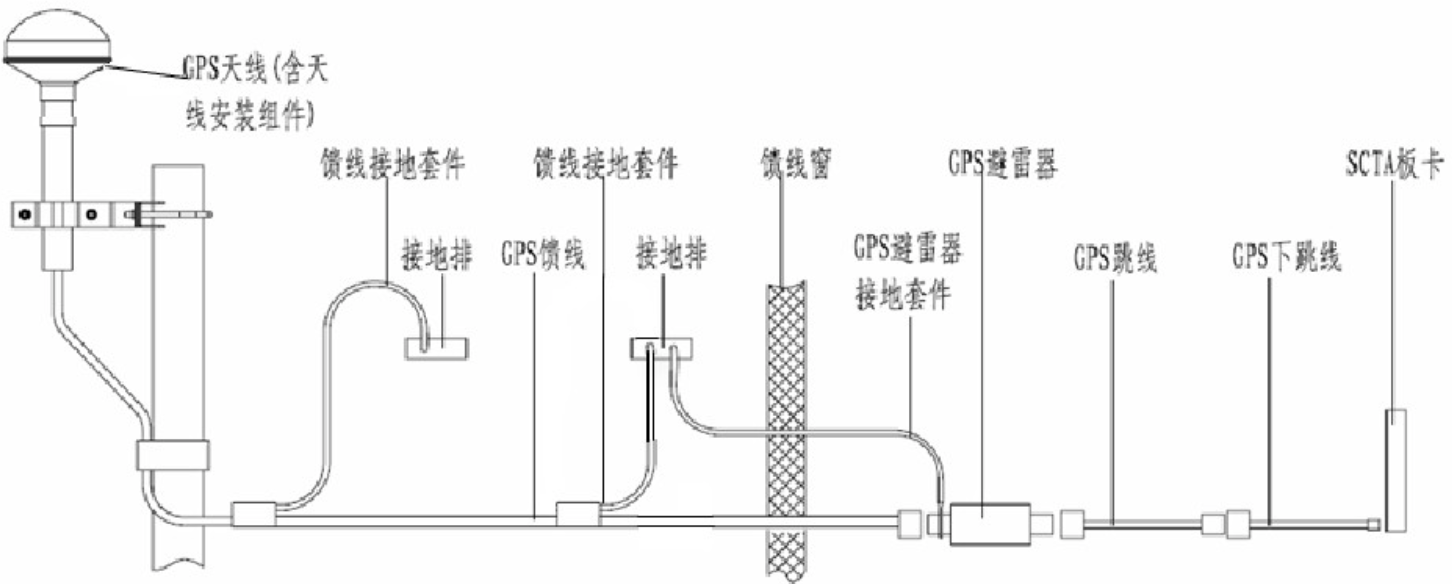 GPS天线(含天
线安装组件)
馈线接地套件
馈线接地套件
馈线窗
GPS避雷器
SCTA板卡
接地排
GPS馈线
接地排
GPS避雷器
接地套件
GPS跳线
GPS下跳线